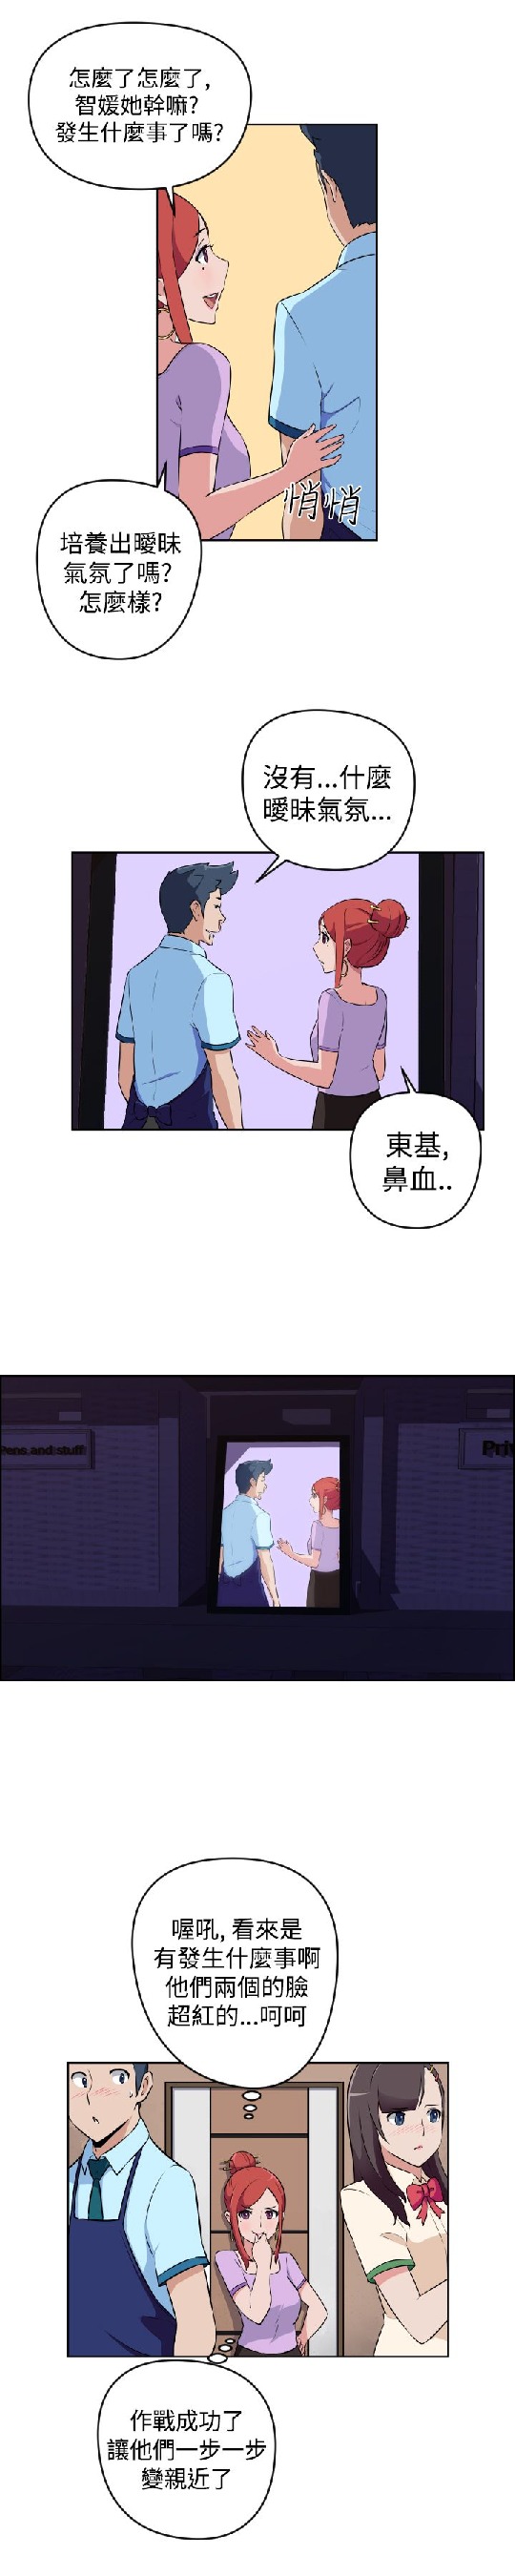 怎麼了怎麼了,
智媛她幹嘛?
發生什麼事了嗎?
悄悄
培養出曖昧
氣氛了嗎?
怎麼樣?
沒有...什麼
曖昧氣氛...
東基,
鼻血..
Pens and stuff
Priv
喔吼, 看來是
有發生什麼事啊
他們兩個的臉
超紅的...呵呵
作戰成功了
讓他們一步一步
變親近了